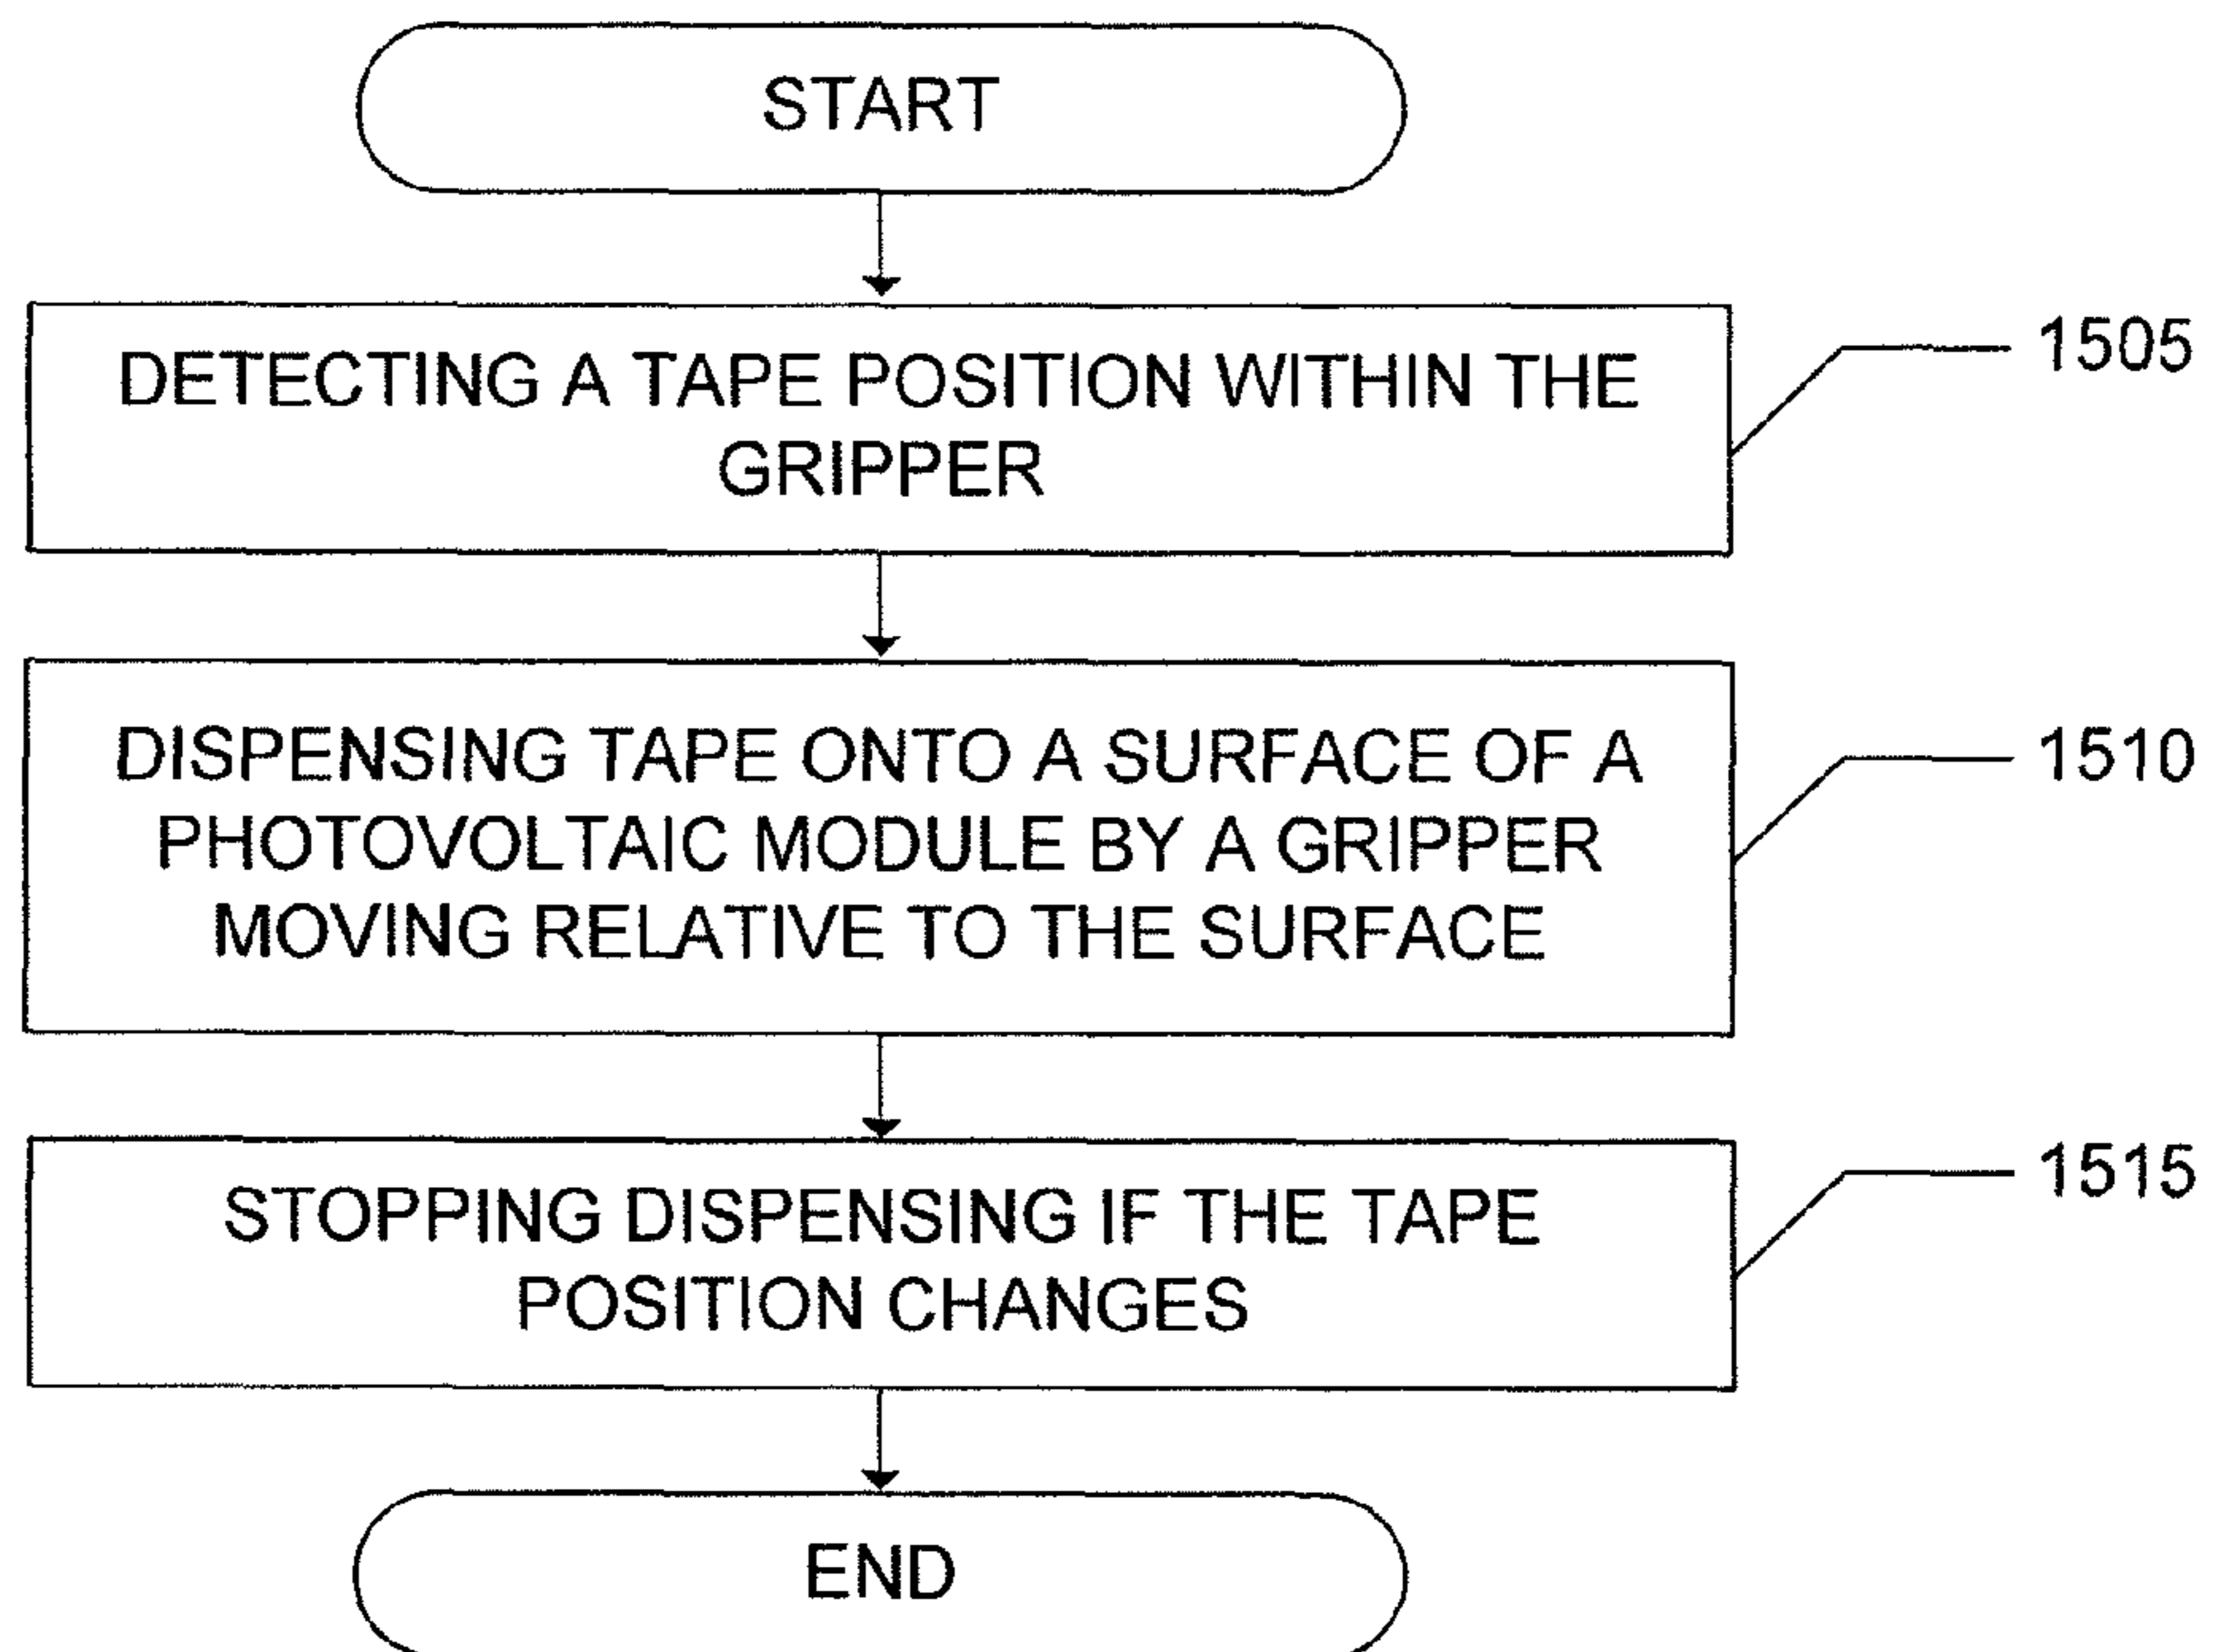 START
DETECTING A TAPE POSITION WITHIN THE
GRIPPER
1505
DISPENSING TAPE ONTO A SURFACE OF A
PHOTOVOLTAIC MODULE BY A GRIPPER
MOVING RELATIVE TO THE SURFACE
1510
STOPPING DISPENSING IF THE TAPE
POSITION CHANGES
1515
END